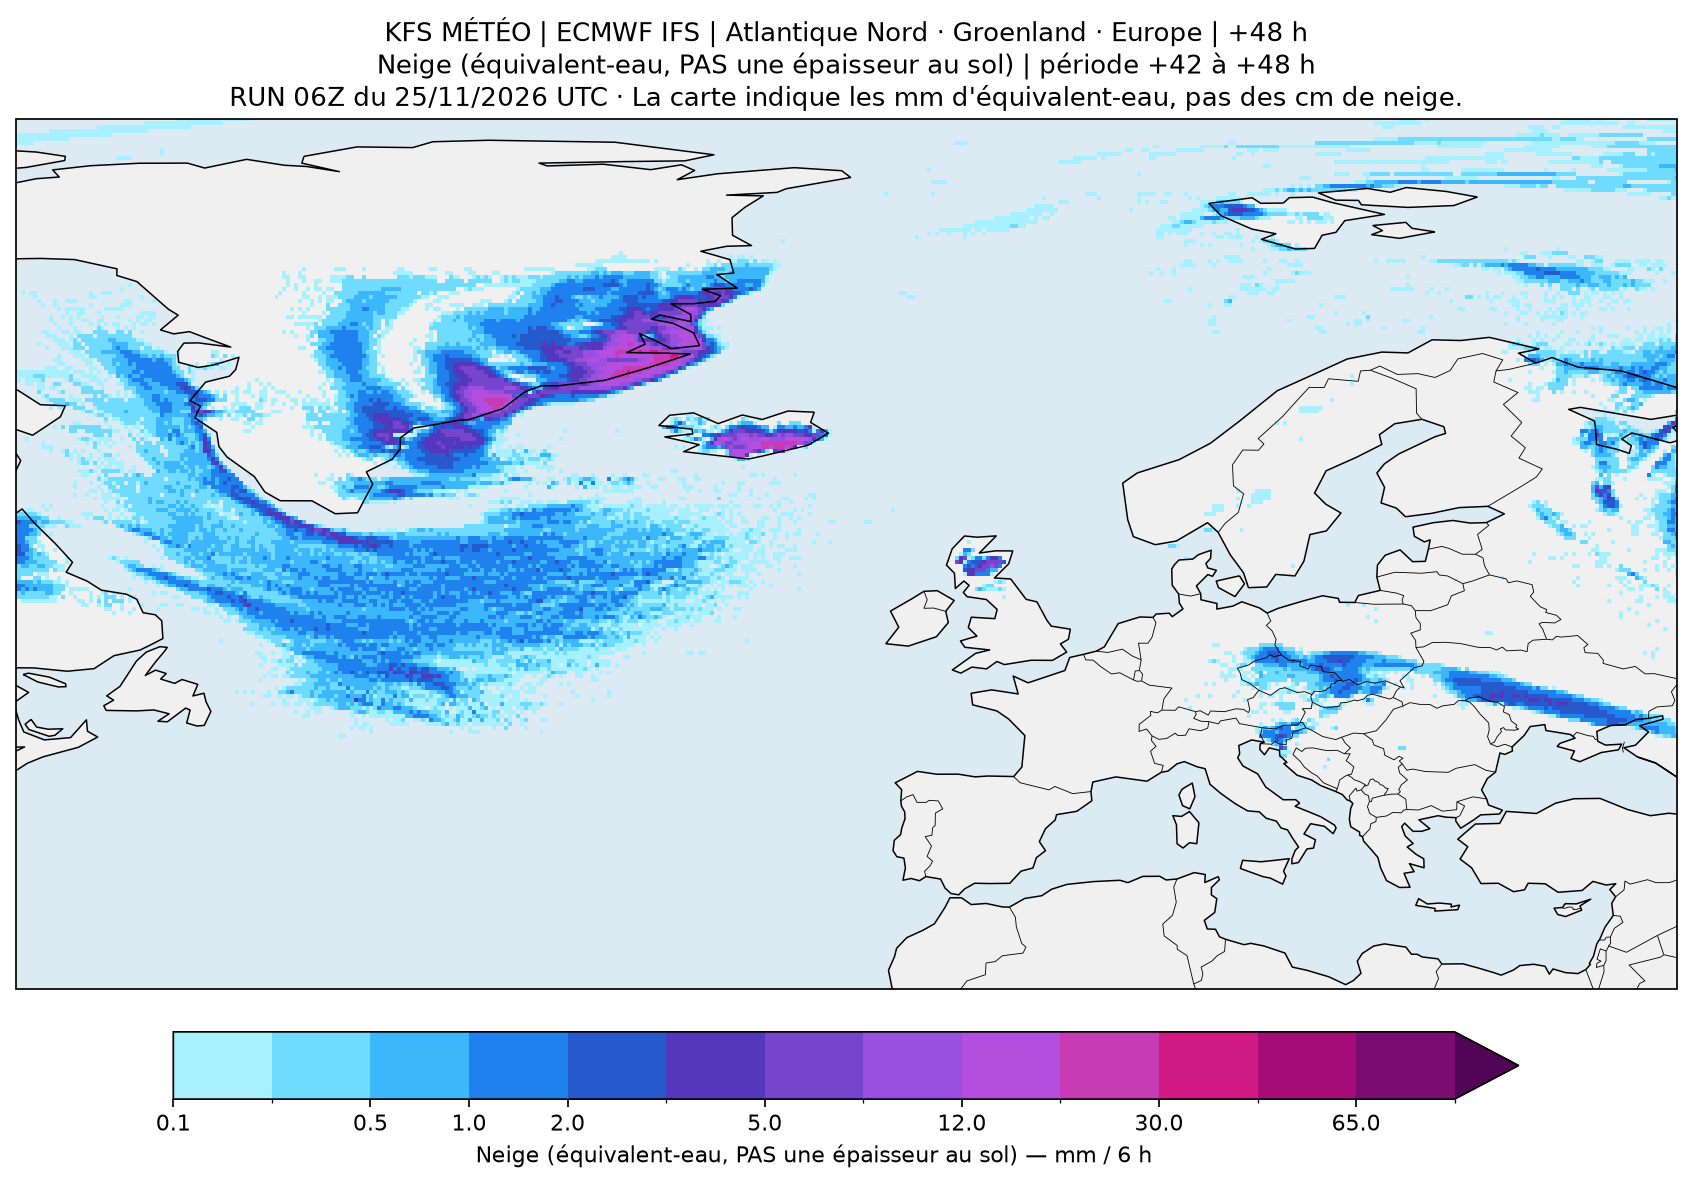 KFS MÉTÉO | ECMWF IFS | Atlantique Nord · Groenland · Europe | +48 h
Neige (équivalent-eau, PAS une épaisseur au sol) | période +42 à +48 h
RUN 06Z du 25/11/2026 UTC · La carte indique les mm d'équivalent-eau, pas des cm de neige.
0.1 0.5 1.0 2.0 5.0 12.0 30.0 65.0
Neige (équivalent-eau, PAS une épaisseur au sol) — mm / 6 h